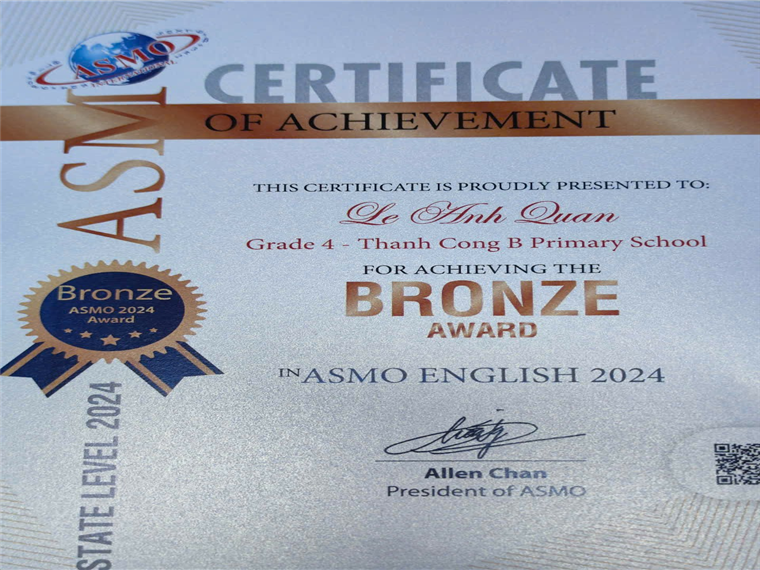 ASMO
CERTIFICATE
OF ACHIEVEMENT
ASM
THIS CERTIFICATE IS PROUDLY PRESENTED TO:
Le Anh Quan
Grade 4 - Thanh Cong B Primary School
FOR ACHIEVING THE
BRONZE
AWARD
IN ASMO ENGLISH 2024
Bronze
ASMO 2024
Award
STATE LEVEL 2024
Allen Chan
President of ASMO